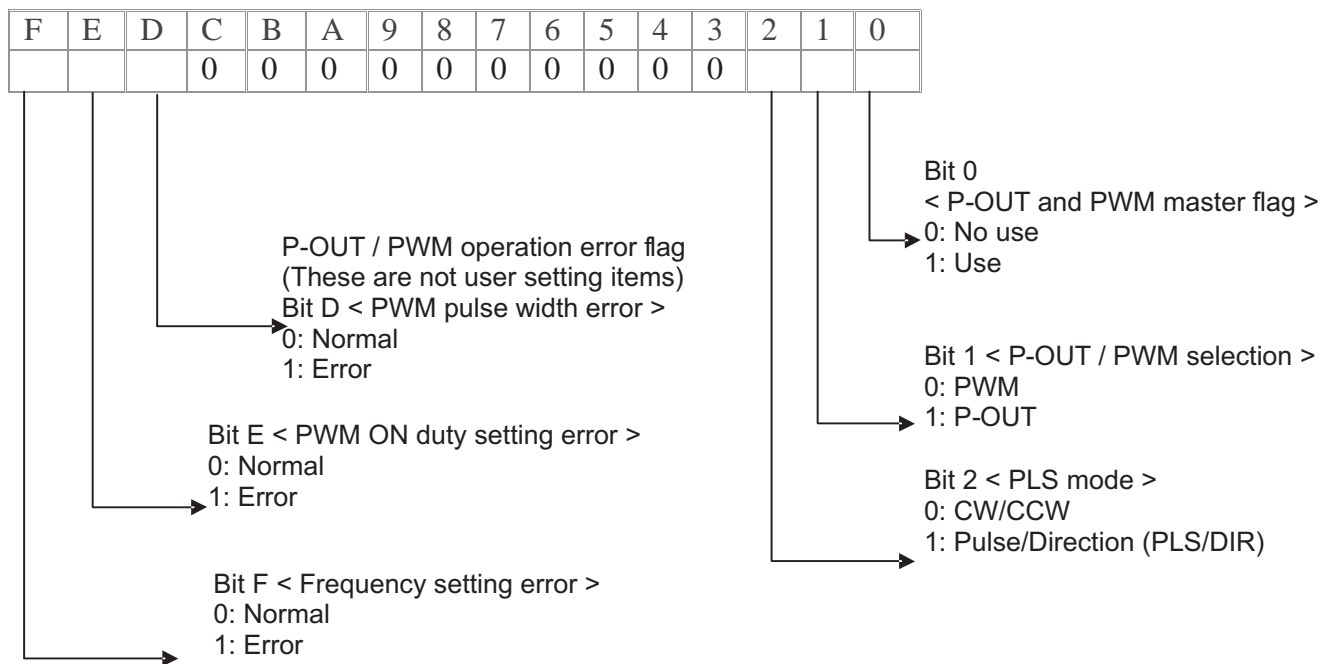 F E D C B A 9 8 7 6 5 4 3 2 1 0
0 0 0 0 0 0 0 0 0 0
Bit 0
< P-OUT and PWM master flag >
0: No use
1: Use
P-OUT / PWM operation error flag
(These are not user setting items)
Bit D < PWM pulse width error >
0: Normal
1: Error
Bit 1 < P-OUT / PWM selection >
0: PWM
1: P-OUT
Bit E < PWM ON duty setting error >
0: Normal
1: Error
Bit 2 < PLS mode >
0: CW/CCW
1: Pulse/Direction (PLS/DIR)
Bit F < Frequency setting error >
0: Normal
1: Error